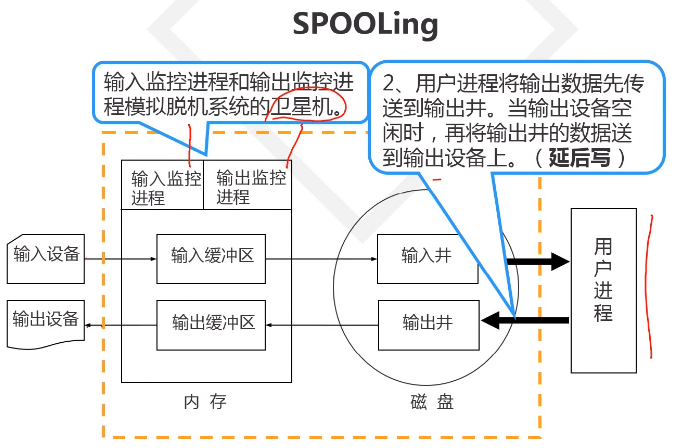 SPOOLing
输入监控进程和输出监控进
程模拟脱机系统的卫星机。
2、用户进程将输出数据先传
送到输出井。当输出设备空
闲时，再将输出井的数据送
到输出设备上。（延后写）
输入监控
进程
输出监控
进程
输入设备
输入缓冲区
输入井
用户进程
输出设备
输出缓冲区
输出井
内 存
磁 盘